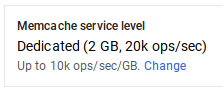 Memcache service level
Dedicated (2 GB, 20k ops/sec)
Up to 10k ops/sec/GB. Change